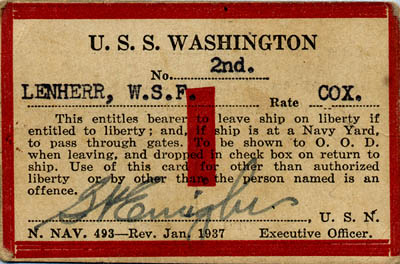 U. S. S. WASHINGTON
No. 2nd.
LENHERR, W.S.F. Rate COX.
This entitles bearer to leave ship on liberty if
entitled to liberty; and, if ship is at a Navy Yard,
to pass through gates. To be shown to O. O. D.
when leaving, and dropped in check box on return to
ship. Use of this card for other than authorized
liberty or by other than the person named is an
offence.
, U. S. N.
N. NAV. 493—Rev. Jan. 1937 Executive Officer.